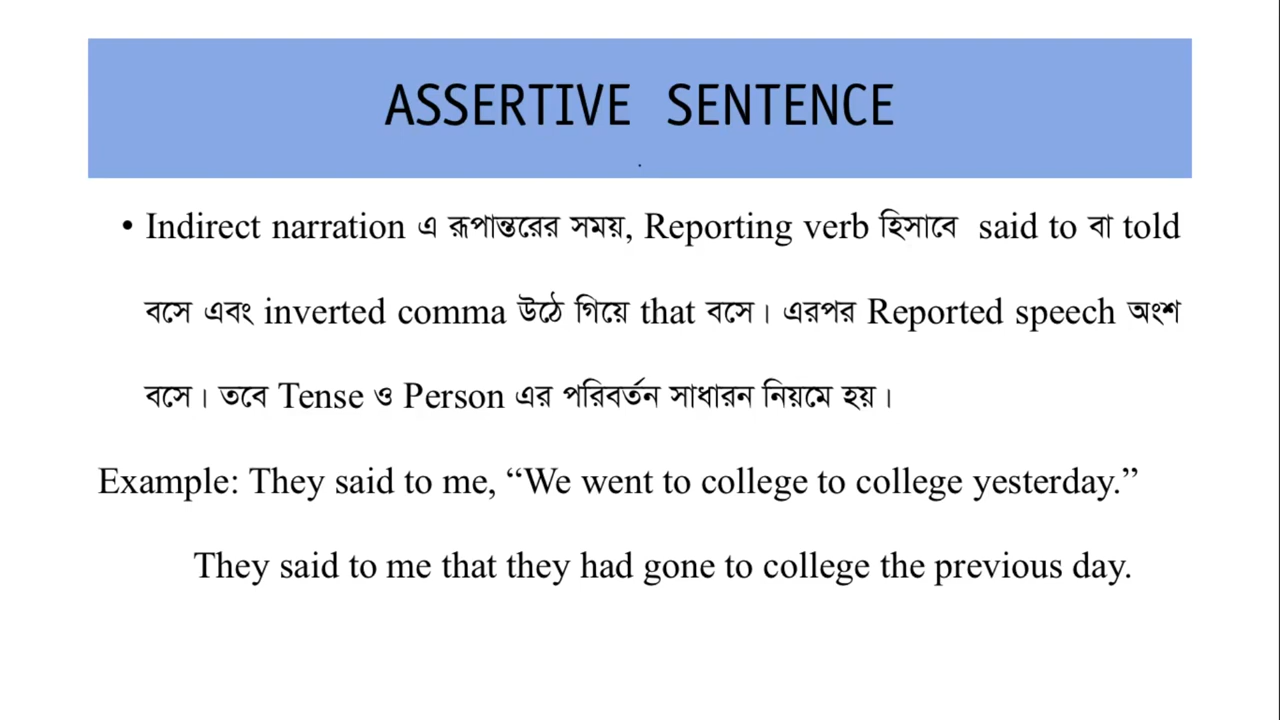 ASSERTIVE SENTENCE
.
• Indirect narration এ রূপান্তরের সময়, Reporting verb হিসাবে said to বা told
বসে এবং inverted comma উঠে গিয়ে that বসে। এরপর Reported speech অংশ
বসে। তবে Tense ও Person এর পরিবর্তন সাধারন নিয়মে হয়।
Example: They said to me, “We went to college to college yesterday.”
They said to me that they had gone to college the previous day.